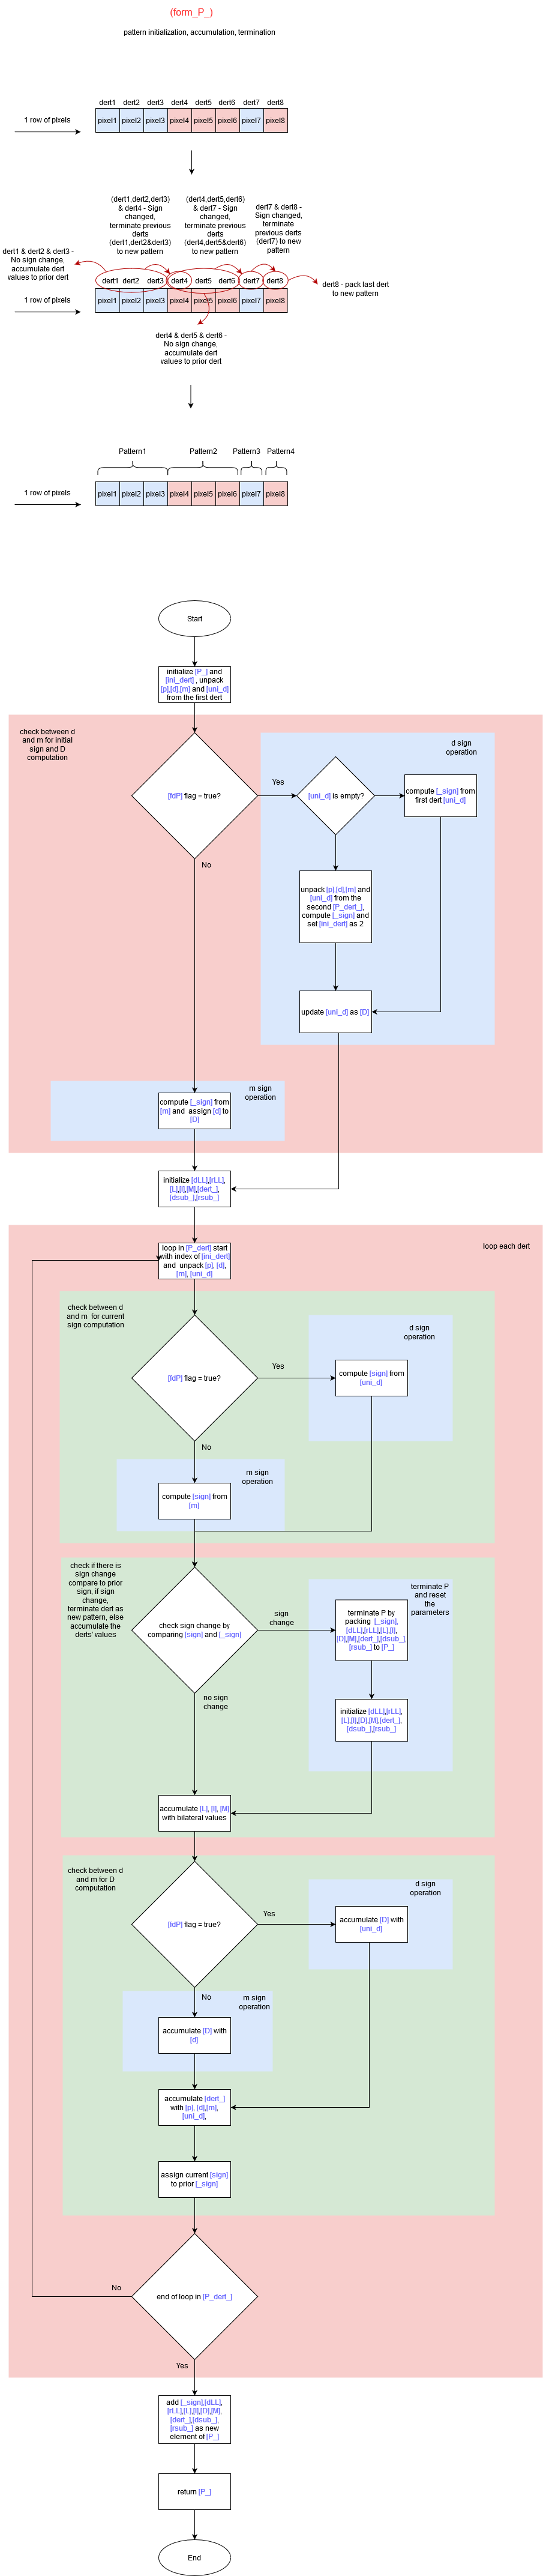 (form_P_)
pattern initialization, accumulation, termination
dert1 dert2 dert3 dert4 dert5 dert6 dert7 dert8
1 row of pixels
pixel1 pixel2 pixel3 pixel4 pixel5 pixel6 pixel7 pixel8
(dert1,dert2,dert3)
& dert4 - Sign
changed,
terminate previous
derts
(dert1,dert2&dert3)
to new pattern
(dert4,dert5,dert6)
& dert7 - Sign
changed,
terminate previous
derts
(dert4,dert5&dert6)
to new pattern
dert7 & dert8 -
Sign changed,
terminate
previous derts
(dert7) to new
pattern
dert1 & dert2 & dert3 -
No sign change,
accumulate dert
values to prior dert
dert1 dert2 dert3 dert4 dert5 dert6 dert7 dert8
dert8 - pack last dert
to new pattern
1 row of pixels
pixel1 pixel2 pixel3 pixel4 pixel5 pixel6 pixel7 pixel8
dert4 & dert5 & dert6 -
No sign change,
accumulate dert
values to prior dert
Pattern1 Pattern2 Pattern3 Pattern4
1 row of pixels
pixel1 pixel2 pixel3 pixel4 pixel5 pixel6 pixel7 pixel8
Start
initialize [P_] and
[ini_dert] , unpack
[p],[d],[m] and [uni_d]
from the first dert
check between d
and m for initial
sign and D
computation
d sign
operation
[fdP] flag = true?
Yes
[uni_d] is empty?
compute [_sign] from
first dert [uni_d]
No
unpack [p],[d],[m] and
[uni_d] from the
second [P_dert_],
compute [_sign] and
set [ini_dert] as 2
update [uni_d] as [D]
m sign
operation
compute [_sign] from
[m] and assign [d] to
[D]
initialize [dLL],[rLL],
[L],[I],[M],[dert_],
[dsub_],[rsub_]
loop each dert
loop in [P_dert] start
with index of [ini_dert]
and unpack [p], [d],
[m], [uni_d]
check between d
and m for current
sign computation
d sign
operation
[fdP] flag = true?
Yes
compute [sign] from
[uni_d]
No
m sign
operation
compute [sign] from
[m]
check if there is
sign change
compare to prior
sign, if sign
change,
terminate dert as
new pattern, else
accumulate the
derts' values
terminate P
and reset
the
parameters
check sign change by
comparing [sign] and [_sign]
sign
change
terminate P by
packing [_sign],
[dLL],[rLL],[L],[I],
[D],[M],[dert_],[dsub_],
[rsub_] to [P_]
no sign
change
initialize [dLL],[rLL],
[L],[I],[D],[M],[dert_],
[dsub_],[rsub_]
accumulate [L], [I], [M]
with bilateral values
check between d
and m for D
computation
d sign
operation
[fdP] flag = true?
Yes
accumulate [D] with
[uni_d]
No
m sign
operation
accumulate [D] with
[d]
accumulate [dert_]
with [p], [d],[m],
[uni_d],
assign current [sign]
to prior [_sign]
No
end of loop in [P_dert_]
Yes
add [_sign],[dLL],
[rLL],[L],[I],[D],[M],
[dert_],[dsub_],
[rsub_] as new
element of [P_]
return [P_]
End